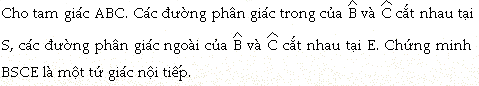 Cho tam giác ABC. Các đường phân giác trong của B̂ và Ĉ cắt nhau tại
S, các đường phân giác ngoài của B̂ và Ĉ cắt nhau tại E. Chứng minh
BSCE là một tứ giác nội tiếp.